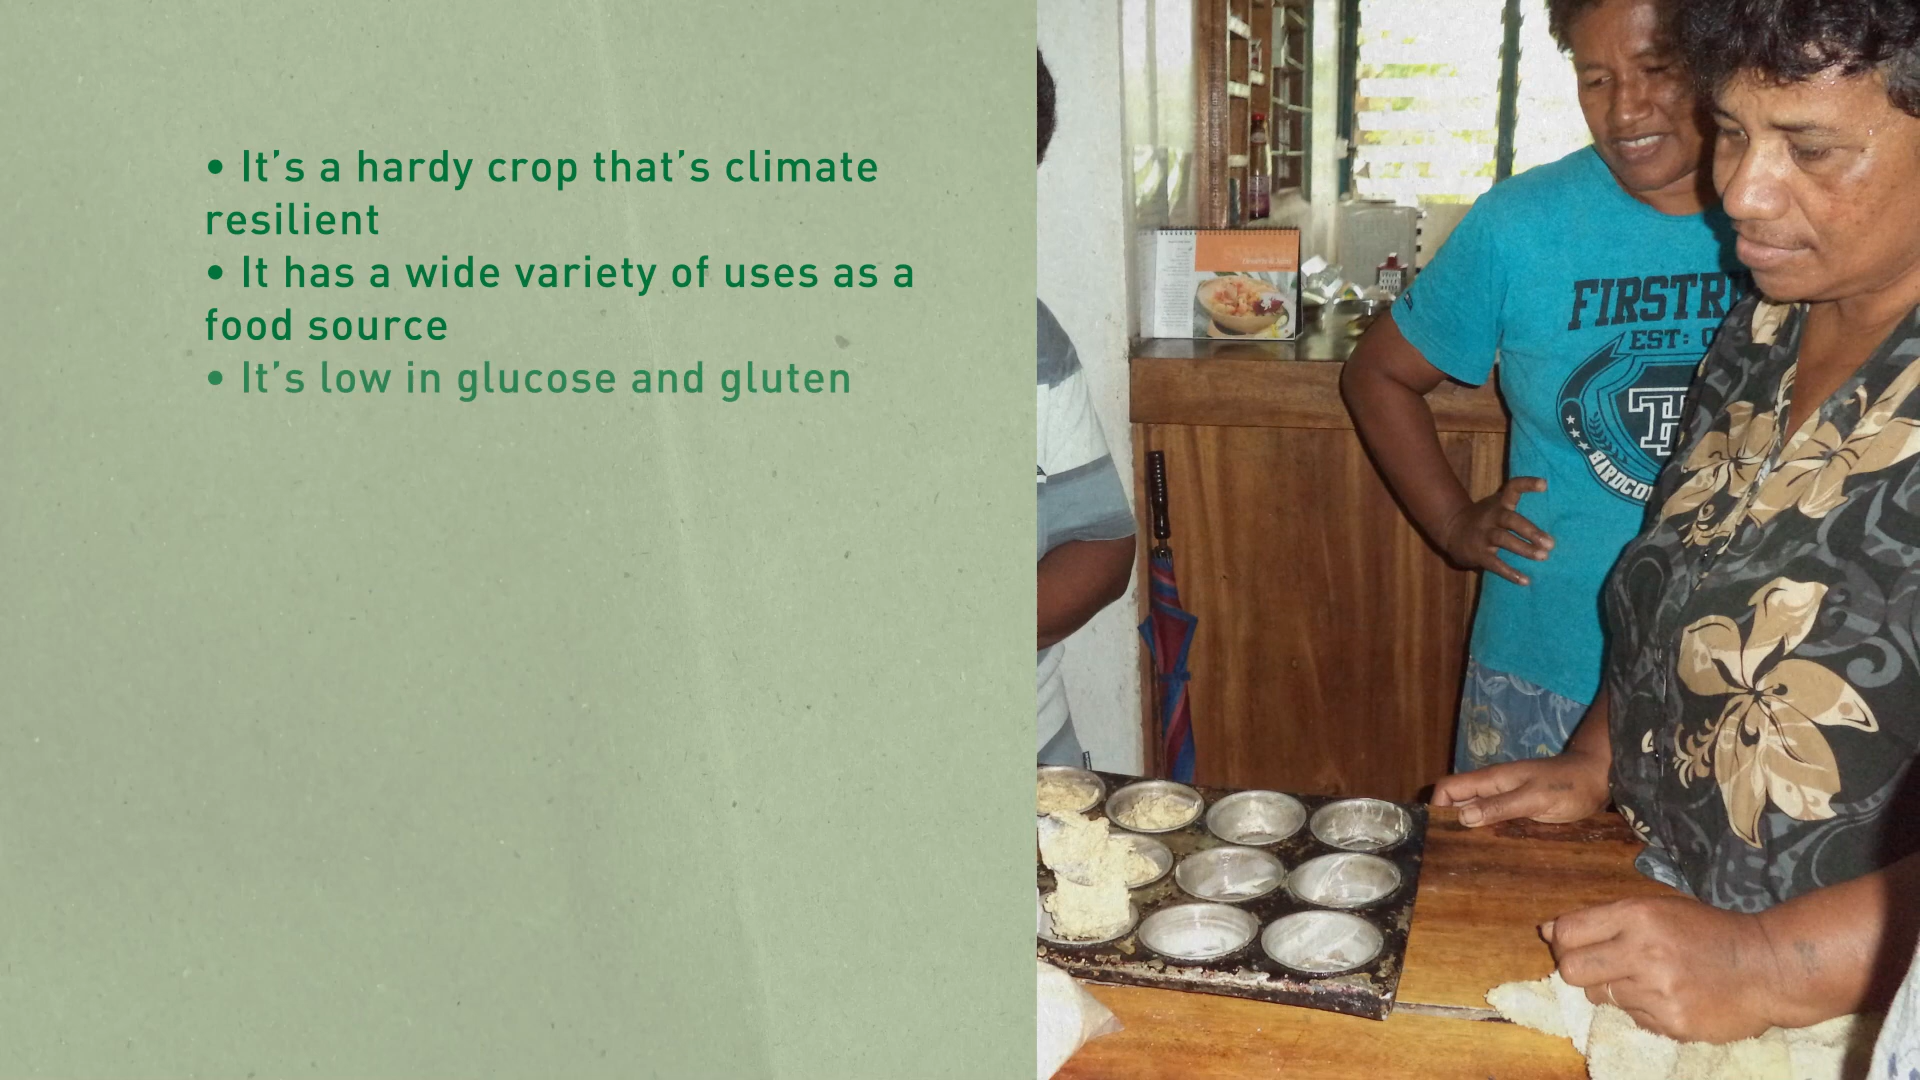 • It’s a hardy crop that’s climate
resilient
• It has a wide variety of uses as a
food source
• It’s low in glucose and gluten
EST: